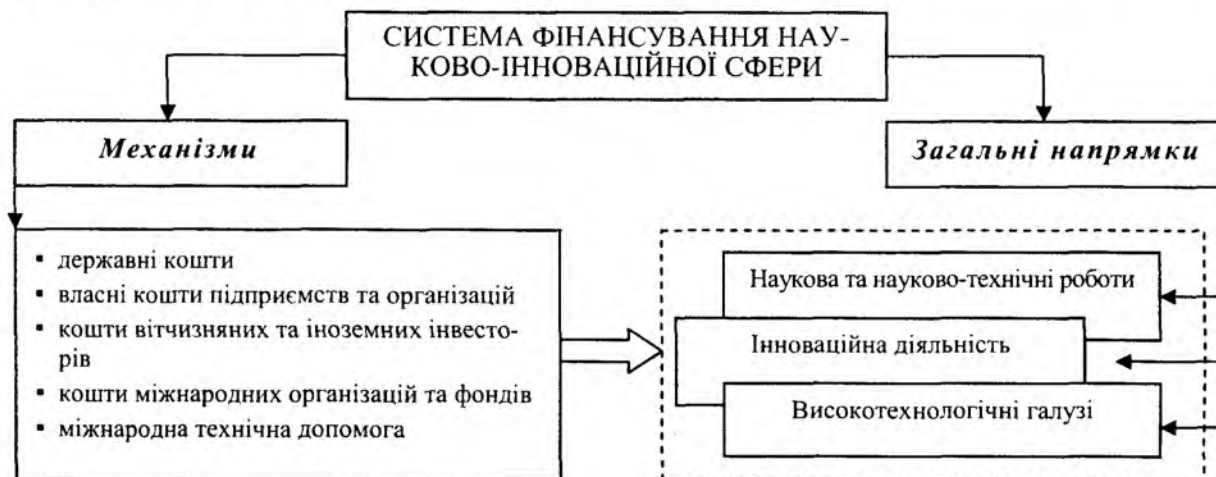 СИСТЕМА ФІНАНСУВАННЯ НАУ-
КОВО-ІННОВАЦІЙНОЇ СФЕРИ
Механізми
Загальні напрямки
▪ державні кошти
▪ власні кошти підприємств та організацій
▪ кошти вітчизняних та іноземних інвесто-
рів
▪ кошти міжнародних організацій та фондів
▪ міжнародна технічна допомога
Наукова та науково-технічні роботи
Інноваційна діяльність
Високотехнологічні галузі